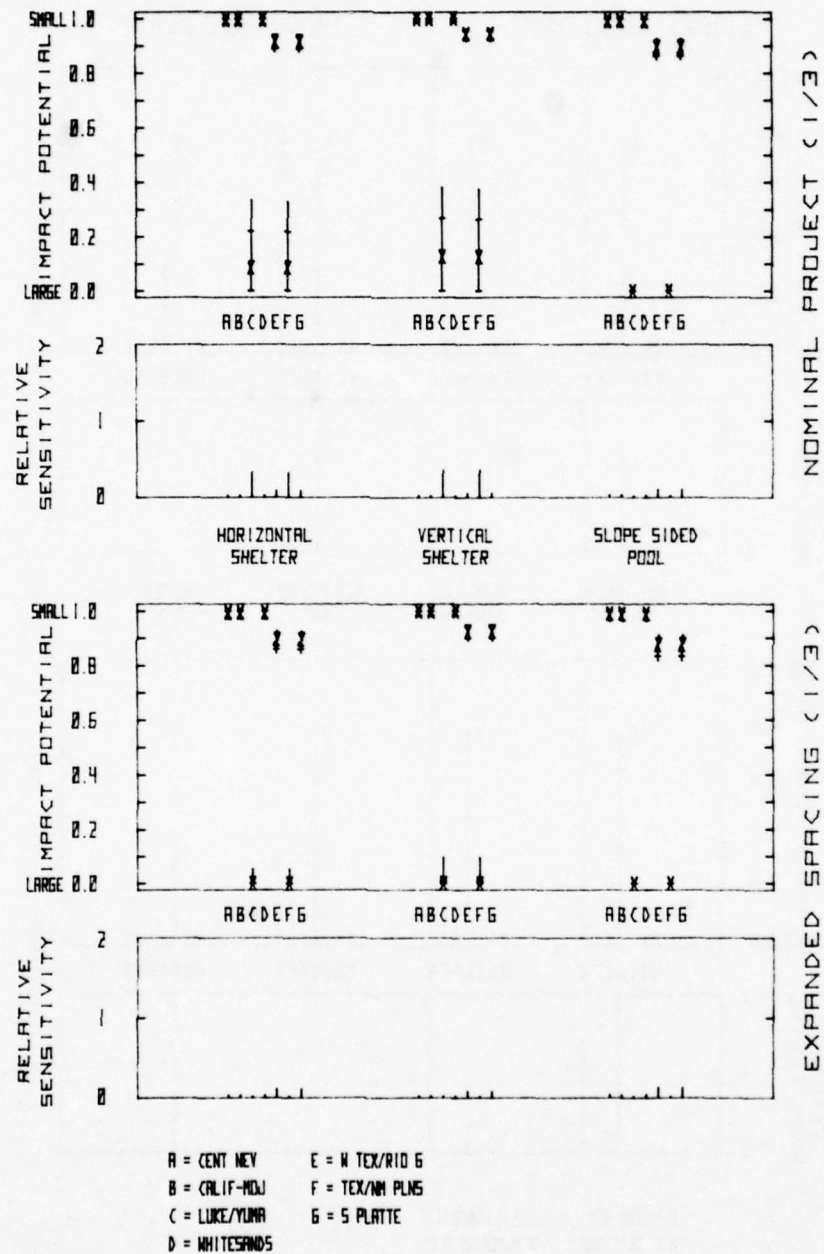 SMALL 1.0
0.8
0.6
0.4
0.2
LARGE 0.0
IMPACT POTENTIAL
ABCDEFG ABCDEFG ABCDEFG
2
1
0
RELATIVE
SENSITIVITY
HORIZONTAL
SHELTER
VERTICAL
SHELTER
SLOPE SIDED
POOL
NOMINAL PROJECT (1/3)
SMALL 1.0
0.8
0.6
0.4
0.2
LARGE 0.0
IMPACT POTENTIAL
ABCDEFG ABCDEFG ABCDEFG
2
1
0
RELATIVE
SENSITIVITY
EXPANDED SPACING (1/3)
A = CENT NEV E = W TEX/RIO G
B = CALIF-MOJ F = TEX/NM PLNS
C = LUKE/YUMA G = S PLATTE
D = WHITESANDS